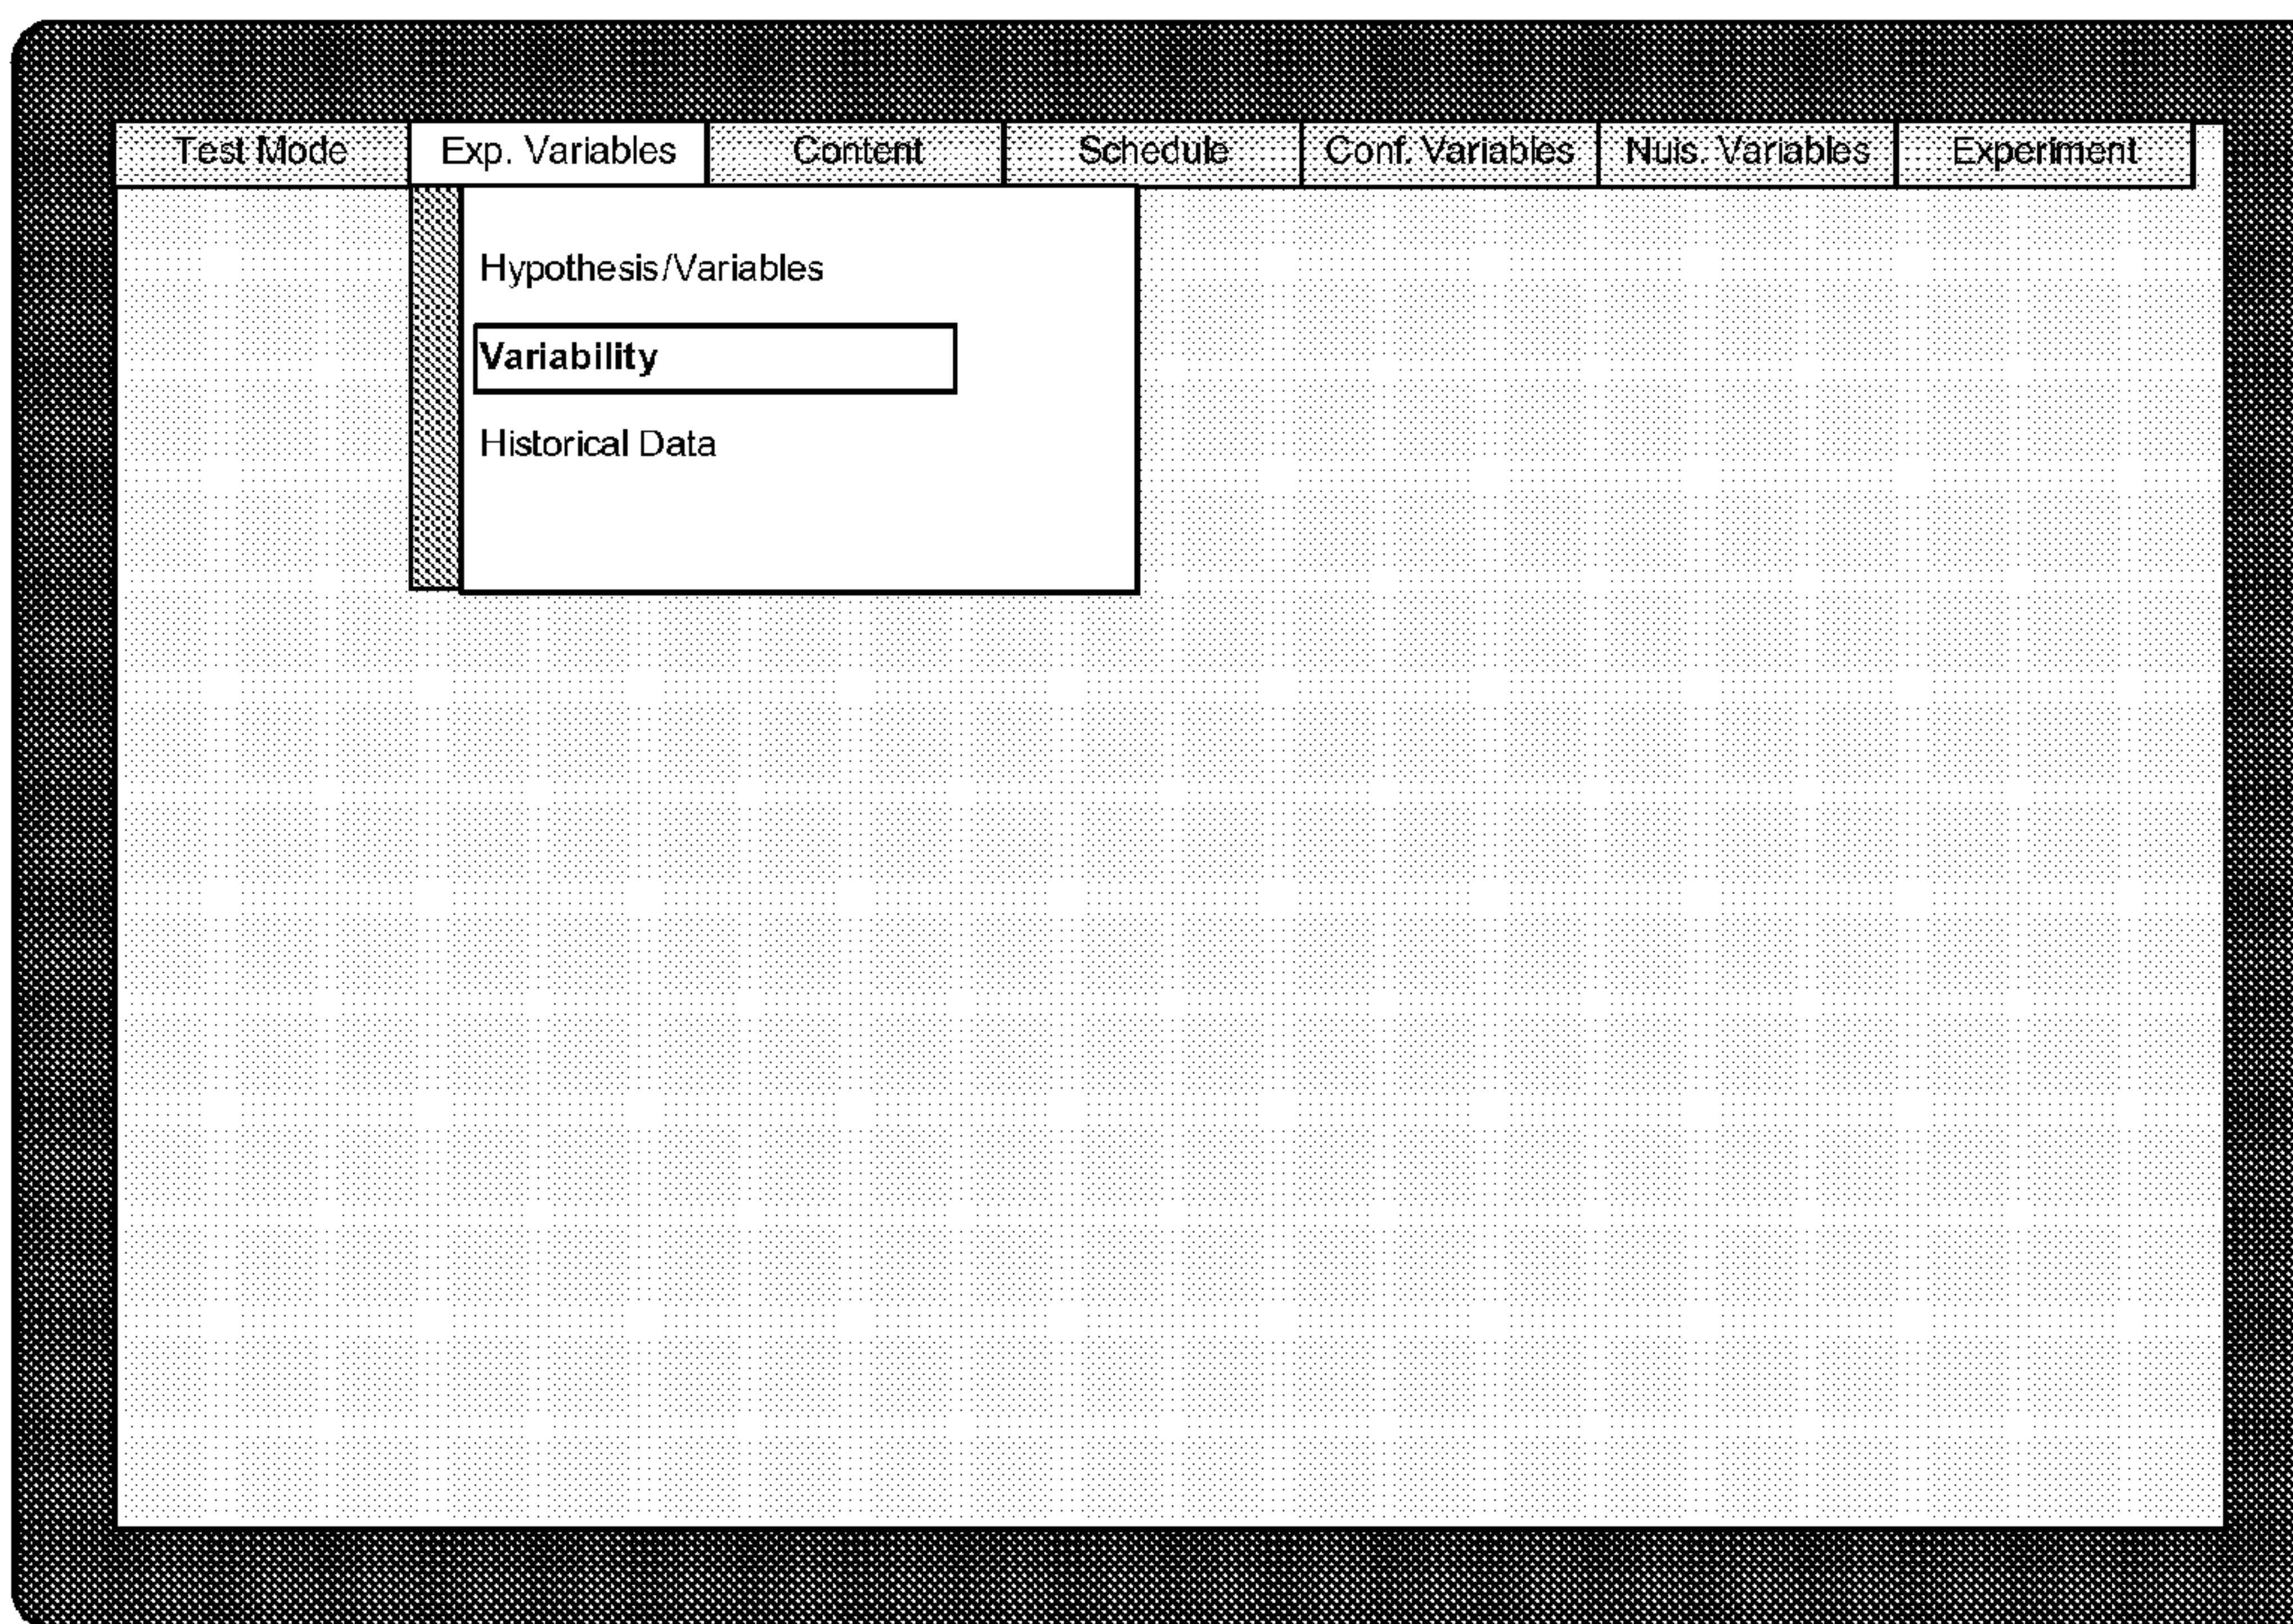 Test Mode Exp. Variables Content Schedule Conf. Variables Nuis. Variables Experiment
Hypothesis/Variables
Variability
Historical Data